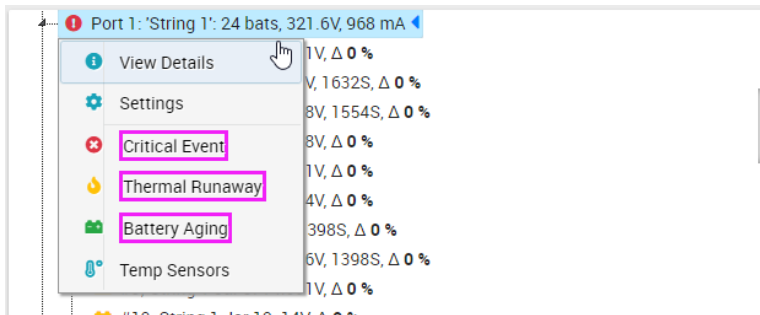 Port 1: 'String 1': 24 bats, 321.6V, 968 mA
View Details
1V, Δ 0 %
V, 1632S, Δ 0 %
Settings
8V, 1554S, Δ 0 %
Critical Event
8V, Δ 0 %
1V, Δ 0 %
Thermal Runaway
4V, Δ 0 %
Battery Aging
398S, Δ 0 %
6V, 1398S, Δ 0 %
Temp Sensors
1V, Δ 0 %